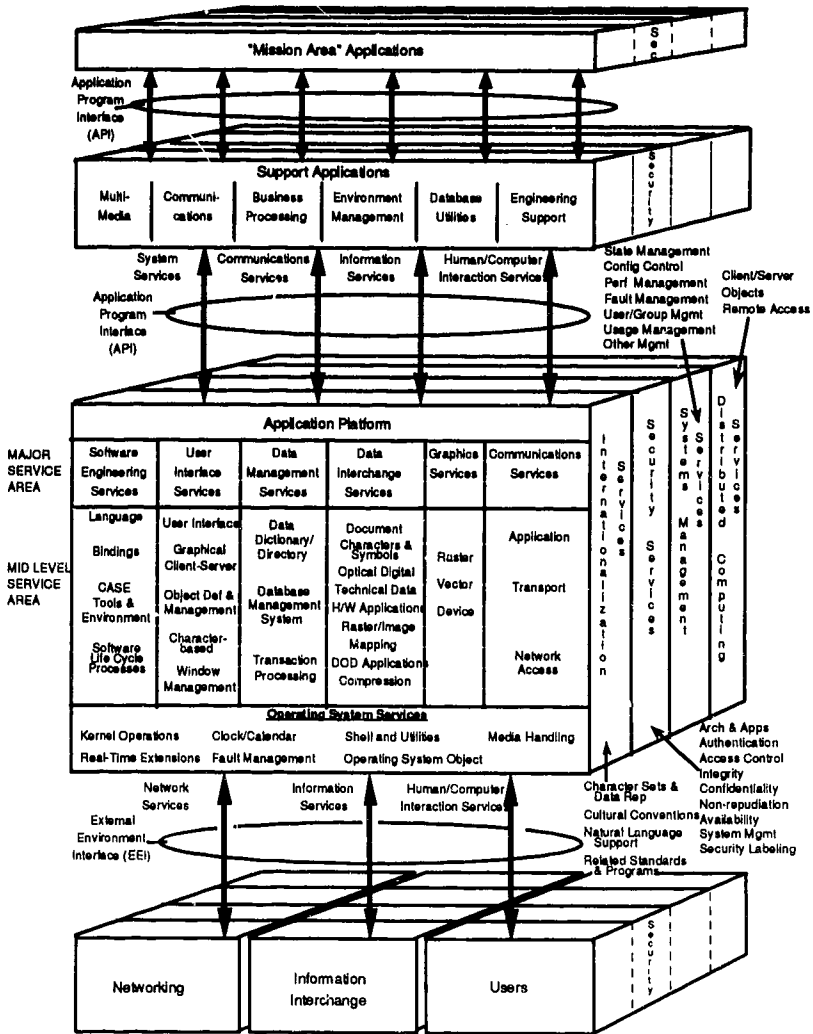 "Mission Area" Applications
Sec
Application
Program
Interface
(API)
Support Applications
Multi-
Media
Communi-
cations
Business
Processing
Environment
Management
Database
Utilities
Engineering
Support
Security
System
Services
Communications
Services
Information
Services
Human/Computer
Interaction Services
Application
Program
Interface
(API)
State Management
Config Control
Perf Management
Fault Management
User/Group Mgmt
Usage Management
Other Mgmt
Client/Server
Objects
Remote Access
Application Platform
MAJOR
SERVICE
AREA
Software
Engineering
Services
User
Interface
Services
Data
Management
Services
Data
Interchange
Services
Graphics
Services
Communications
Services
MID LEVEL
SERVICE
AREA
Language
Bindings
CASE
Tools &
Environment
Software
Life Cycle
Processes
User Interface
Graphical
Client-Server
Object Def &
Management
Character-
based
Window
Management
Data
Dictionary/
Directory
Database
Management
System
Transaction
Processing
Document
Characters &
Symbols
Optical Digital
Technical Data
H/W Applications
Raster/Image
Mapping
DOD Applications
Compression
Raster
Vector
Device
Application
Transport
Network
Access
Internationalization
Services
Security Services
Systems Management
Services
Distributed Computing
Services
Operating System Services
Kernel Operations
Clock/Calendar
Shell and Utilities
Media Handling
Real-Time Extensions
Fault Management
Operating System Object
Network
Services
Information
Services
Human/Computer
Interaction Services
External
Environment
Interface (EEI)
Character Sets &
Data Rep
Cultural Conventions
Natural Language
Support
Related Standards
& Programs
Arch & Apps
Authentication
Access Control
Integrity
Confidentiality
Non-repudiation
Availability
System Mgmt
Security Labeling
Networking
Information
Interchange
Users
Security